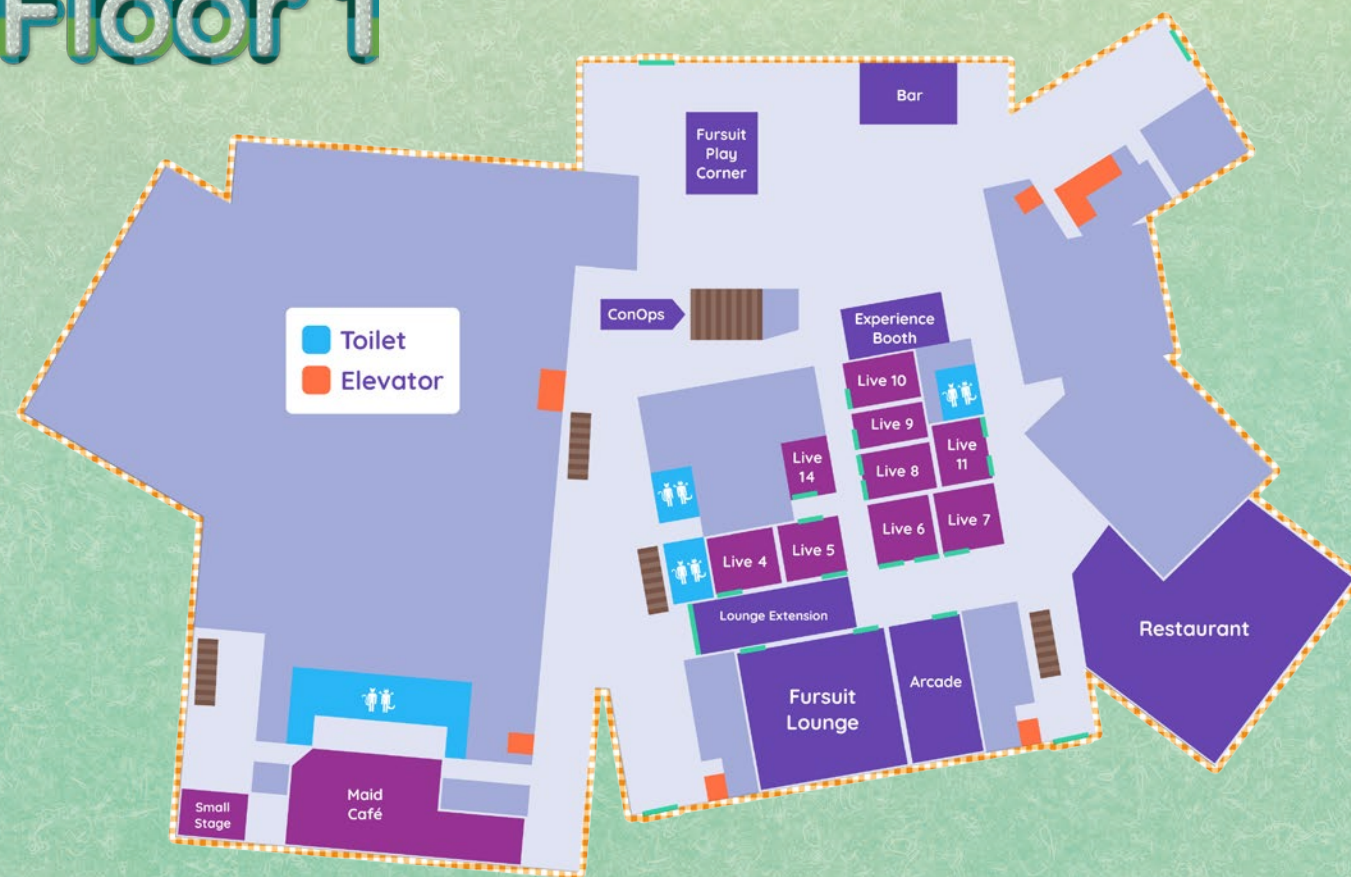 Floor 1
Bar
Fursuit
Play
Corner
ConOps
Experience
Booth
Toilet
Elevator
Live 10
Live 9
Live
11
Live 8
Live
14
Live 6
Live 7
Live 5
Live 4
Lounge Extension
Restaurant
Fursuit
Lounge
Arcade
Maid
Café
Small
Stage